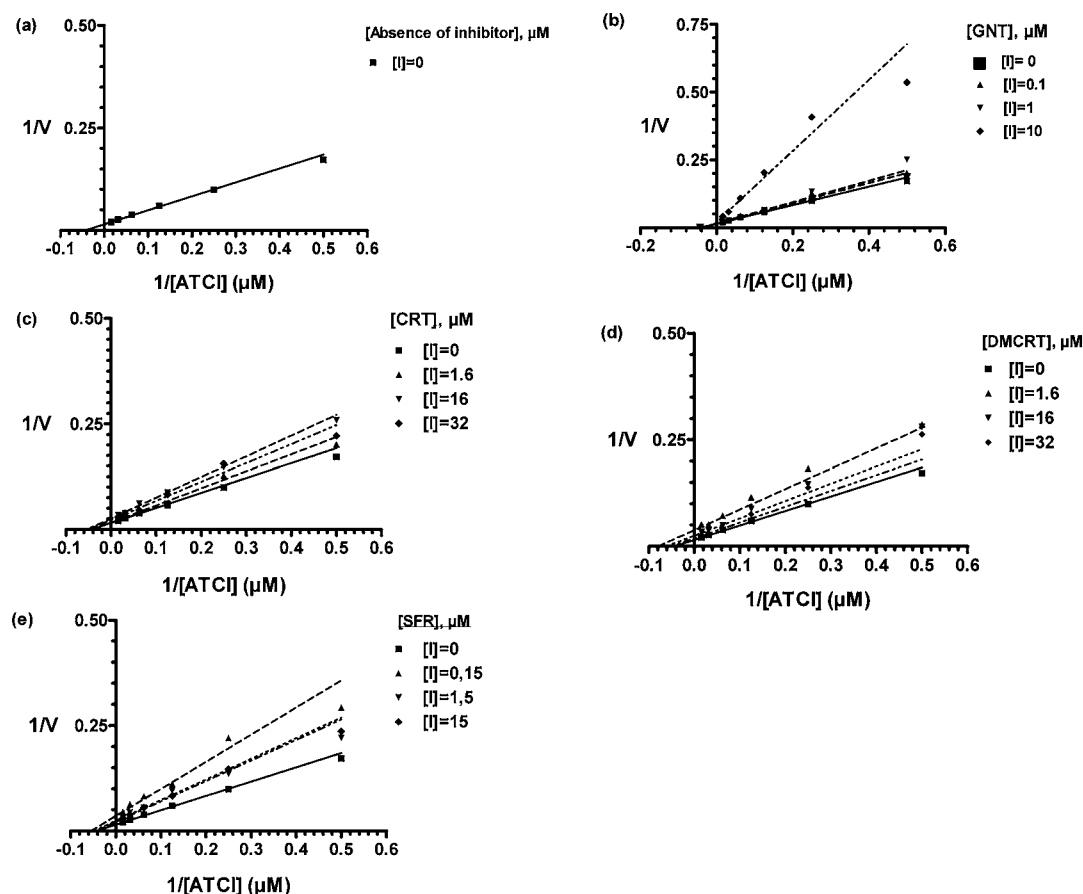 (a)
0.50
0.25
1/V
-0.1 0.0 0.1 0.2 0.3 0.4 0.5 0.6
1/[ATCI] (µM)
[Absence of inhibitor], µM
[I]=0
(b)
0.75
0.50
0.25
1/V
-0.2 0.0 0.2 0.4 0.6
1/[ATCI] (µM)
[GNT], µM
[I]= 0
[I]=0.1
[I]=1
[I]=10
(c)
0.50
0.25
1/V
-0.1 0.0 0.1 0.2 0.3 0.4 0.5 0.6
1/[ATCI] (µM)
[CRT], µM
[I]=0
[I]=1.6
[I]=16
[I]=32
(d)
0.50
0.25
1/V
-0.1 0.0 0.1 0.2 0.3 0.4 0.5 0.6
1/[ATCI] (µM)
[DMCRT], µM
[I]=0
[I]=1.6
[I]=16
[I]=32
(e)
0.50
0.25
1/V
-0.1 0.0 0.1 0.2 0.3 0.4 0.5 0.6
1/[ATCI] (µM)
[SFR], µM
[I]=0
[I]=0,15
[I]=1,5
[I]=15